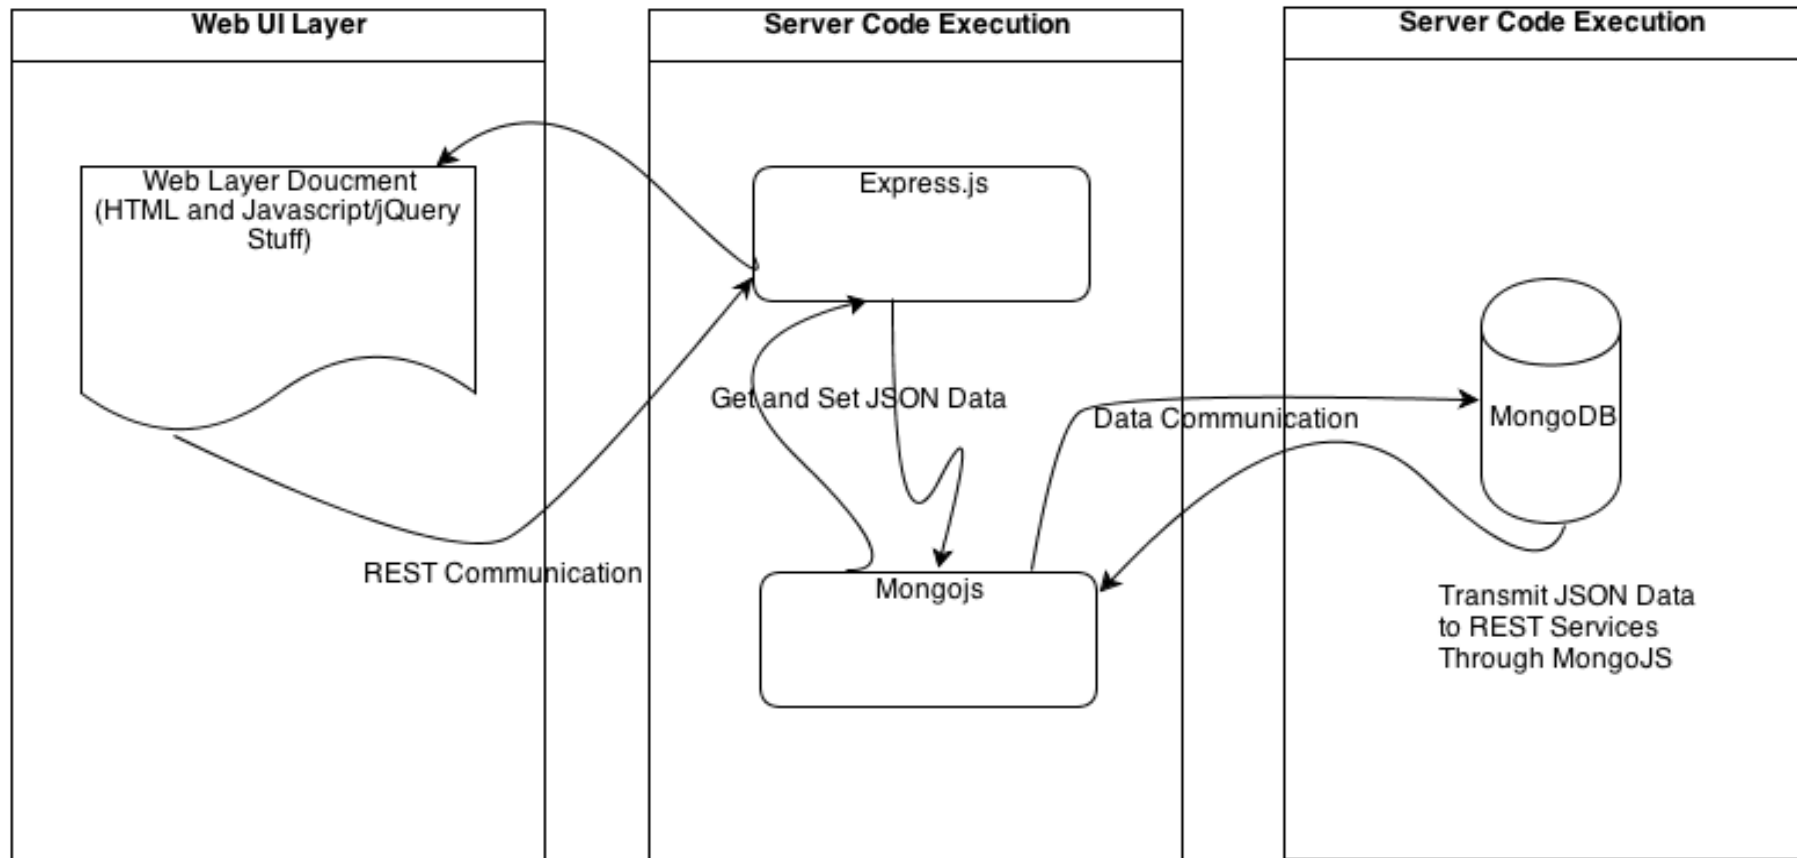 Web UI Layer
Server Code Execution
Server Code Execution
Web Layer Doucment
(HTML and Javascript/jQuery
Stuff)
Express.js
Get and Set JSON Data
Data Communication
MongoDB
REST Communication
Mongojs
Transmit JSON Data
to REST Services
Through MongoJS